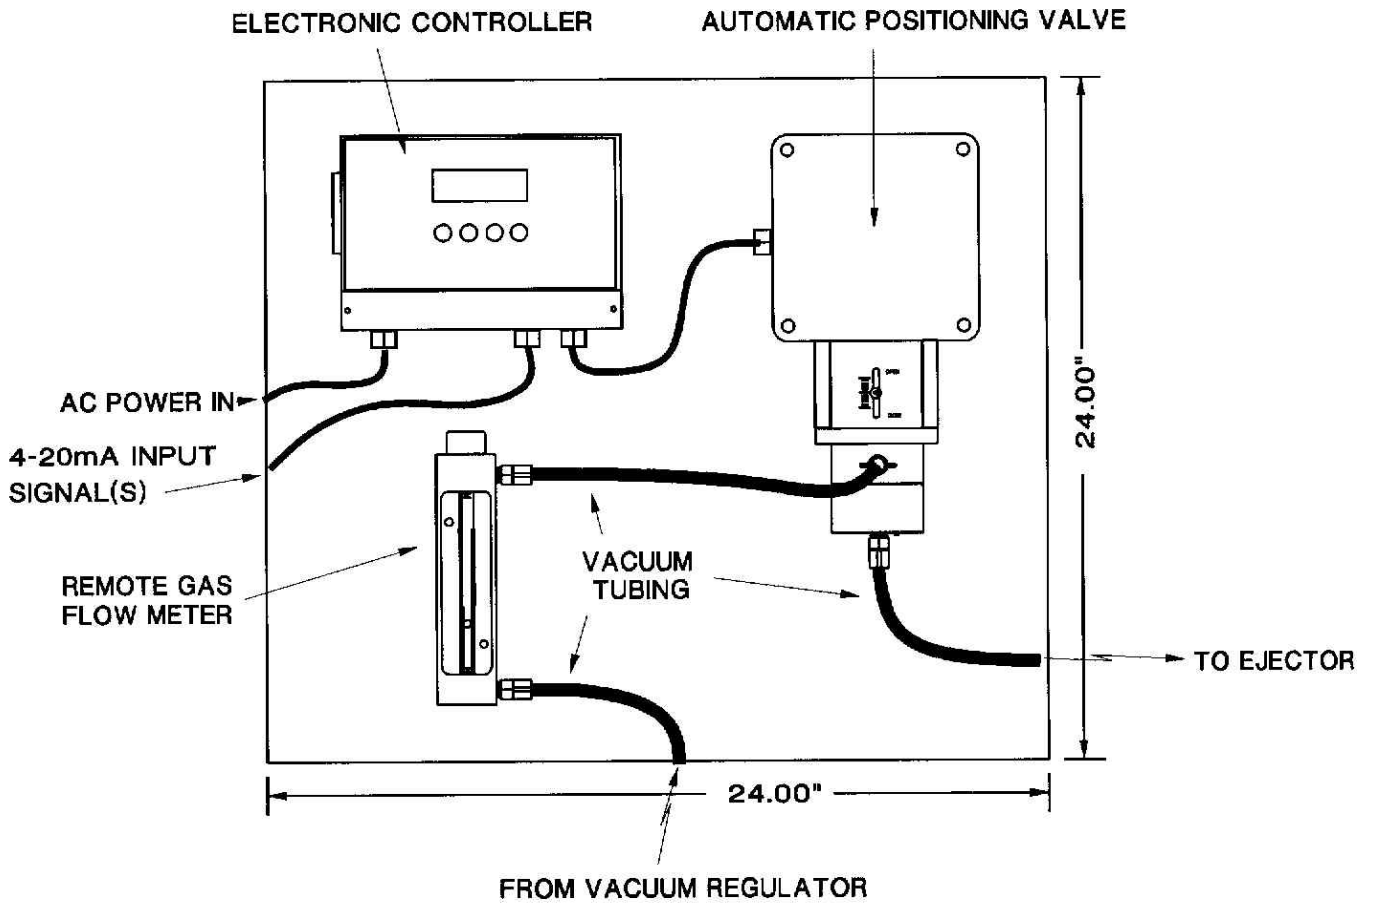 ELECTRONIC CONTROLLER
AUTOMATIC POSITIONING VALVE
OPEN
AC POWER IN
24.00"
4-20mA INPUT
SIGNAL(S)
VACUUM
TUBING
REMOTE GAS
FLOW METER
TO EJECTOR
24.00"
FROM VACUUM REGULATOR